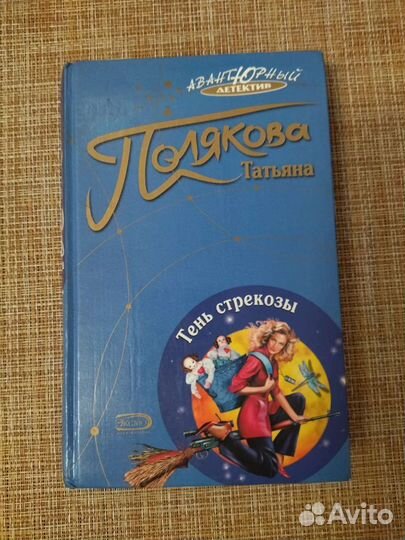 АВАНТЮРНЫЙ
ДЕТЕКТИВ
Полякова
Татьяна
Тень стрекозы
ЭКСМО
Avito